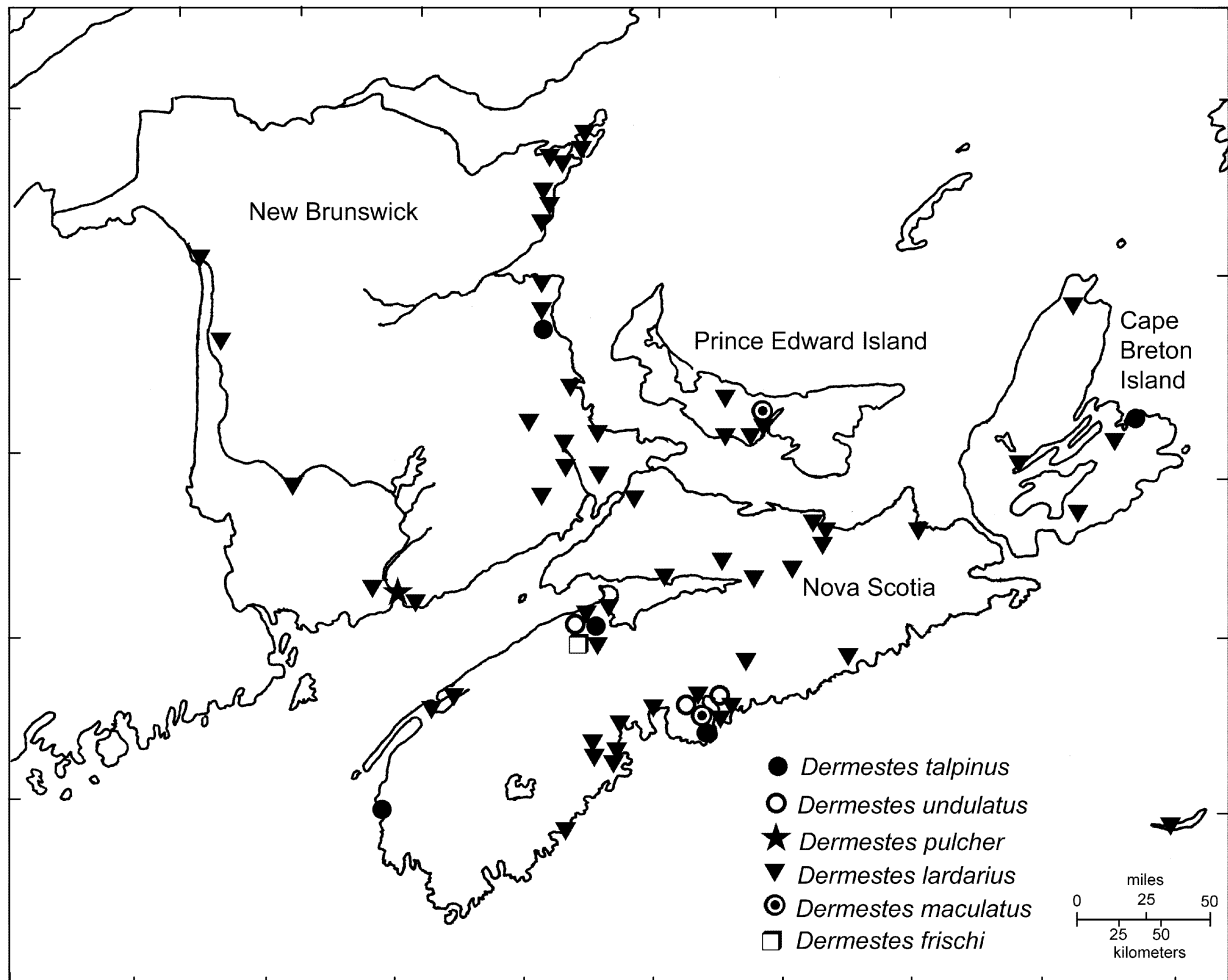 New Brunswick
Prince Edward Island
Cape
Breton
Island
Nova Scotia
Dermestes talpinus
Dermestes undulatus
Dermestes pulcher
Dermestes lardarius
Dermestes maculatus
Dermestes frischi
miles
0 25 50
25 50
kilometers